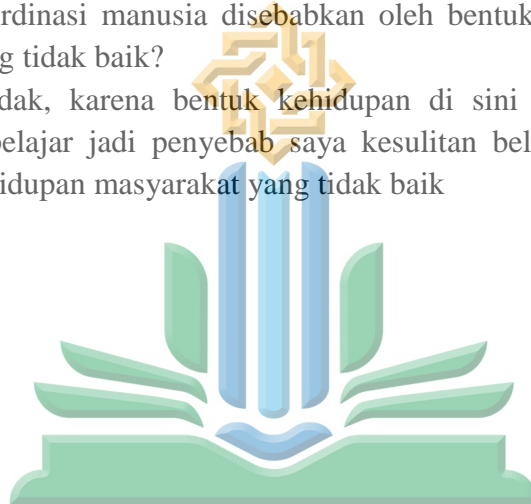 rdinasi manusia disebabkan oleh bentuk
g tidak baik?
dak, karena bentuk kehidupan di sini
elajar jadi penyebab saya kesulitan bel
idupan masyarakat yang tidak baik